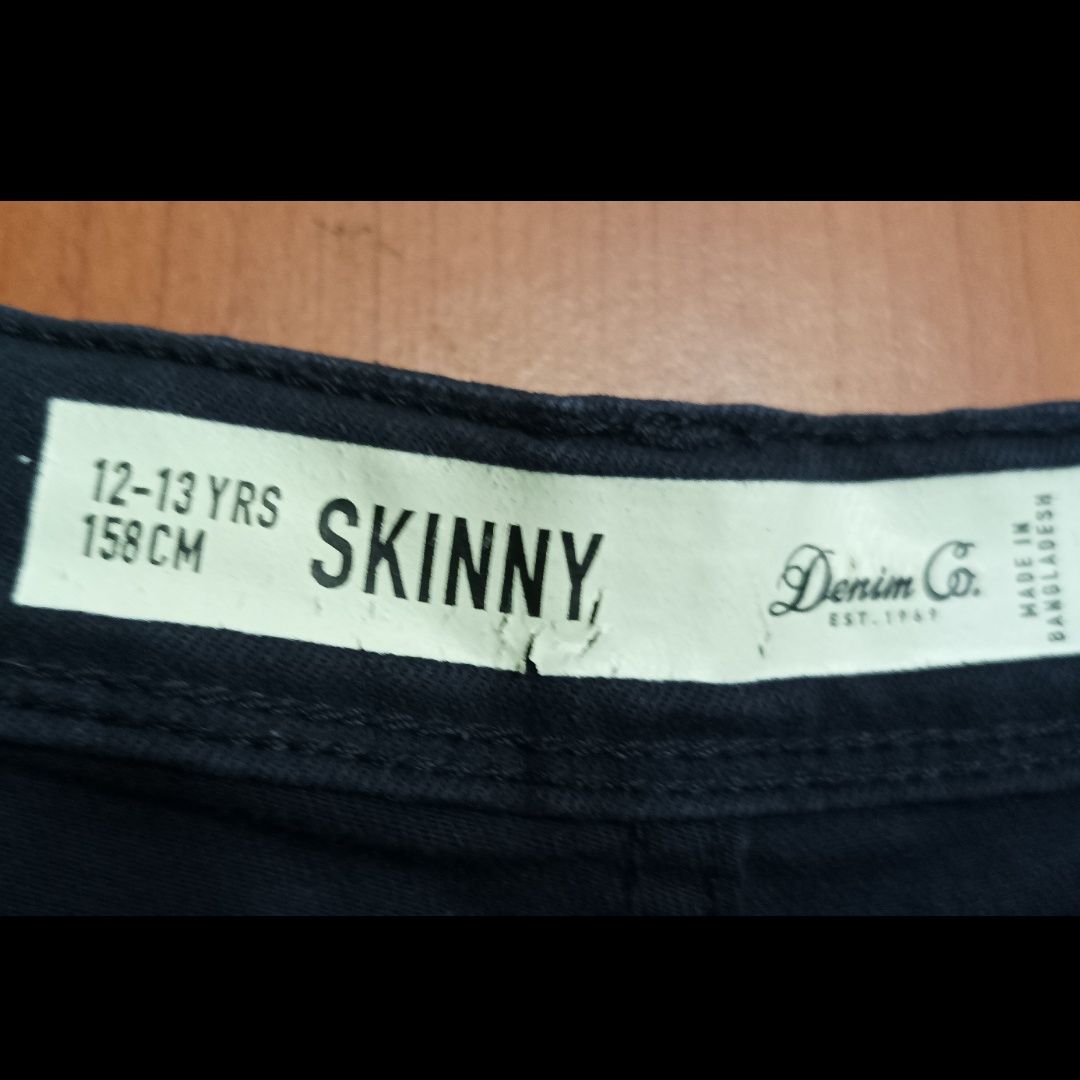 12-13 YRS
158 CM
SKINNY
Denim Co.
EST. 1969
MADE IN
BANGLADESH